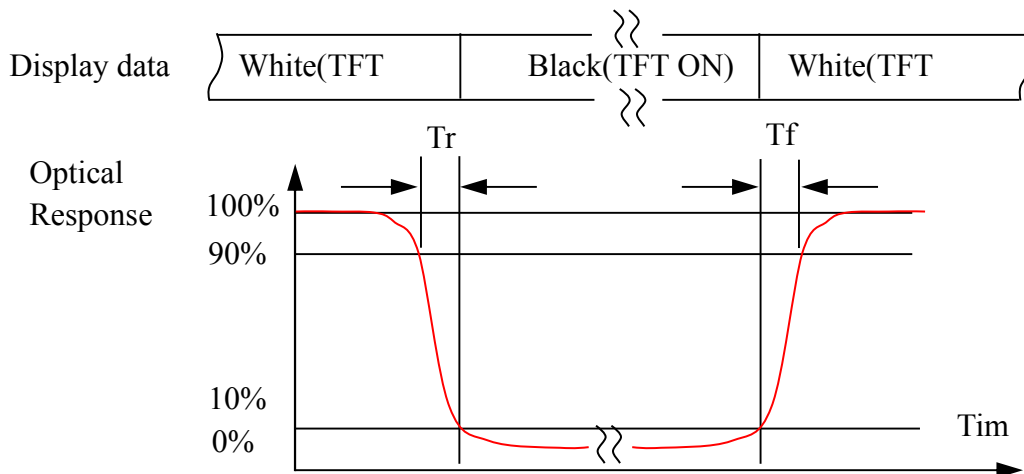 Display data White(TFT Black(TFT ON) White(TFT
Tr Tf
Optical
Response
100%
90%
10%
0%
Tim